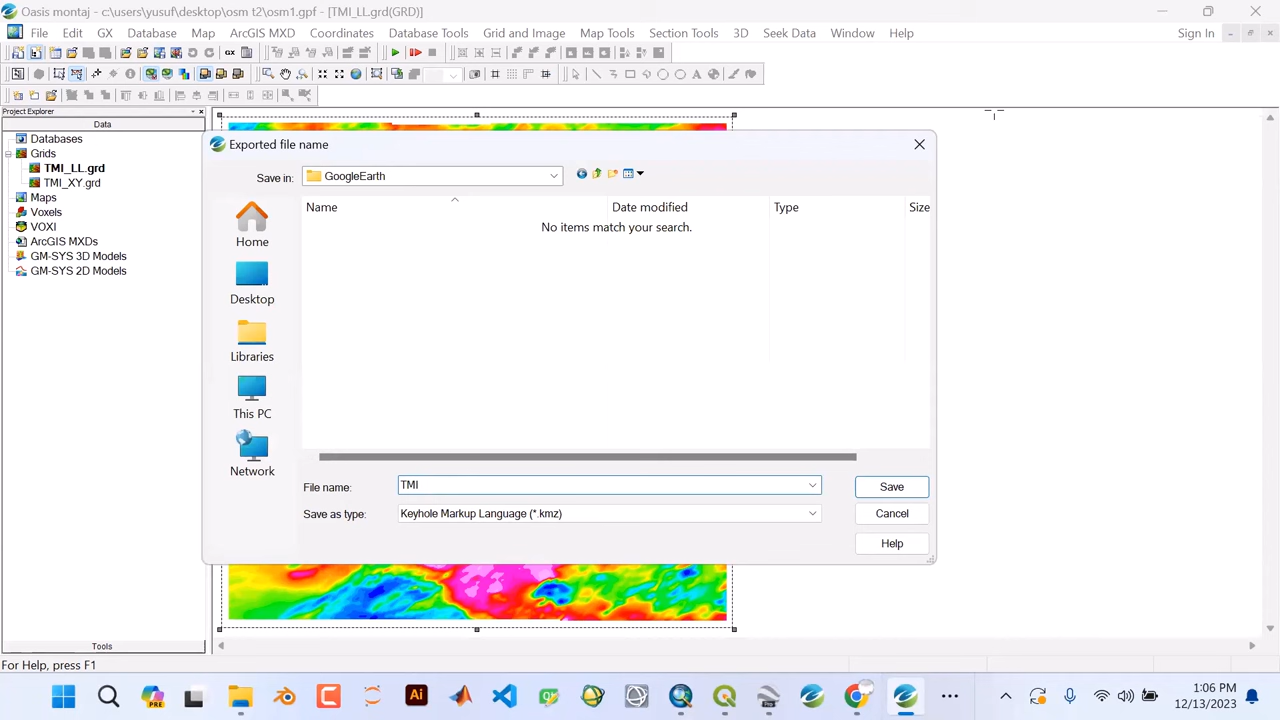 Oasis montaj - c:\users\yusuf\desktop\osm t2\osm1.gpf - [TMI_LL.grd(GRD)]
File Edit GX Database Map ArcGIS MXD Coordinates Database Tools Grid and Image Map Tools Section Tools 3D Seek Data Window Help Sign In
GX
Project Explorer
Data
Databases
Grids
TMI_LL.grd
TMI_XY.grd
Maps
Voxels
VOXI
ArcGIS MXDs
GM-SYS 3D Models
GM-SYS 2D Models
Tools
Exported file name
Save in: GoogleEarth
Name Date modified Type Size
No items match your search.
Home
Desktop
Libraries
This PC
Network
File name: TMI Save
Save as type: Keyhole Markup Language (*.kmz) Cancel
Help
For Help, press F1
PRE
Ai
Pro
1:06 PM
12/13/2023